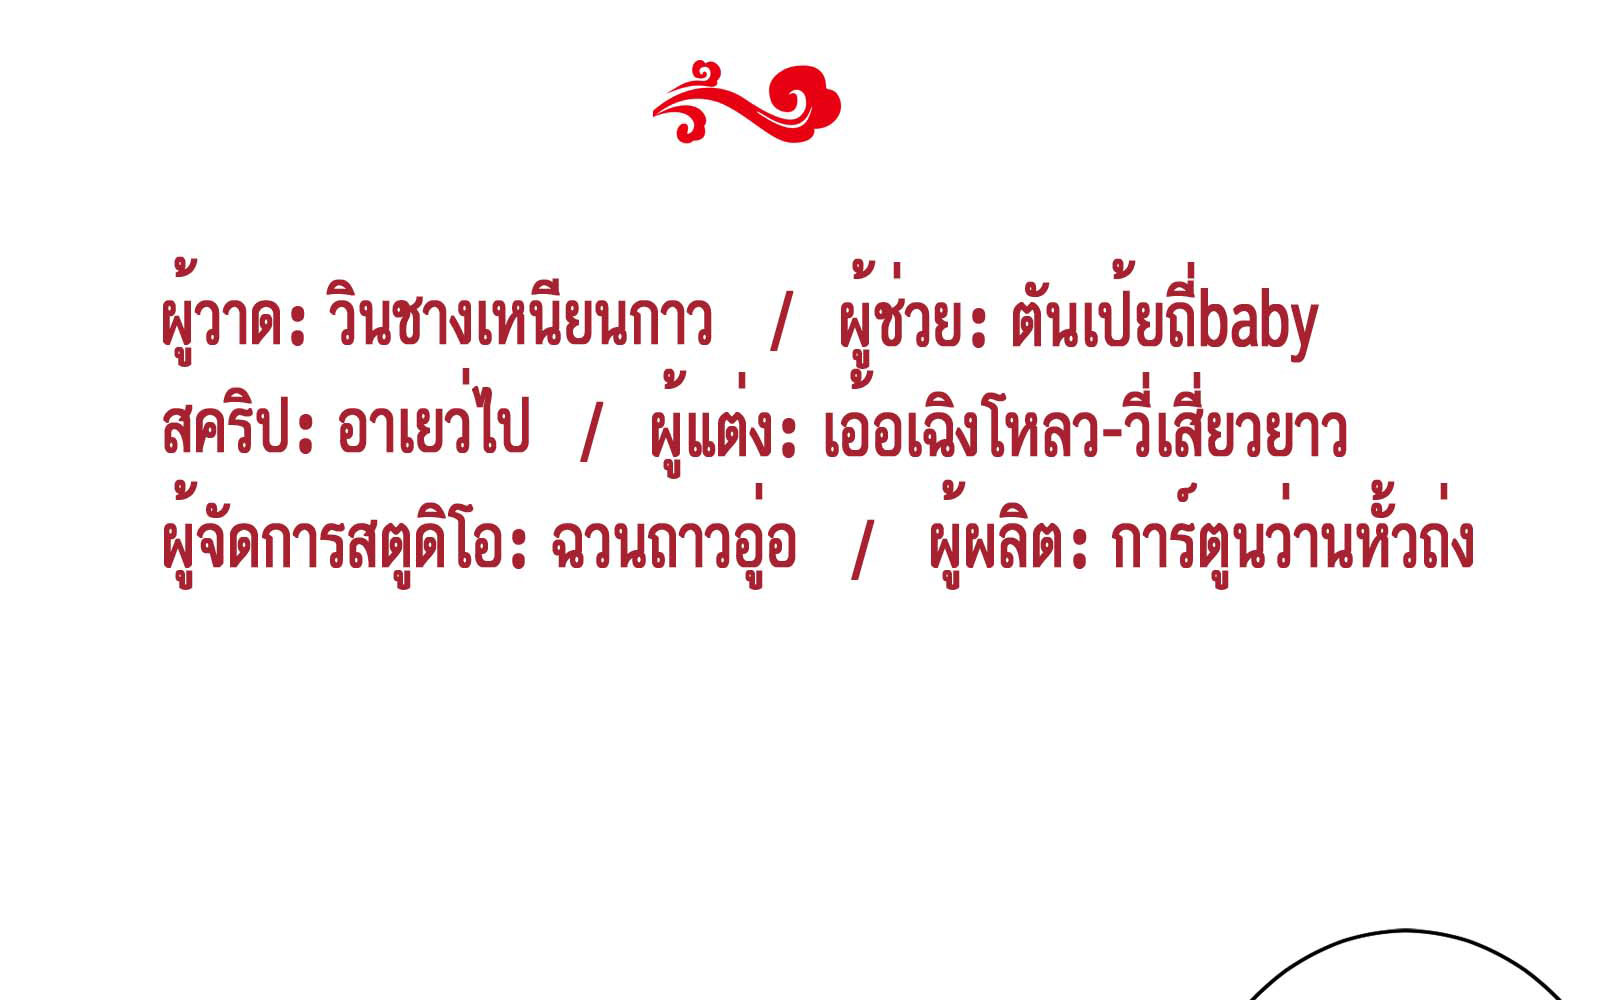 ผู้วาด: วินชางเหนียนกาว / ผู้ช่วย: ตันเป้ยถี่baby
สคริป: อาเยว่ไป / ผู้แต่ง: เอ้อเฉิงโหลว-วี่เสี่ยวยาว
ผู้จัดการสตูดิโอ: ฉวนถาวอู่อ / ผู้ผลิต: การ์ตูนว่านหั้วถ่ง